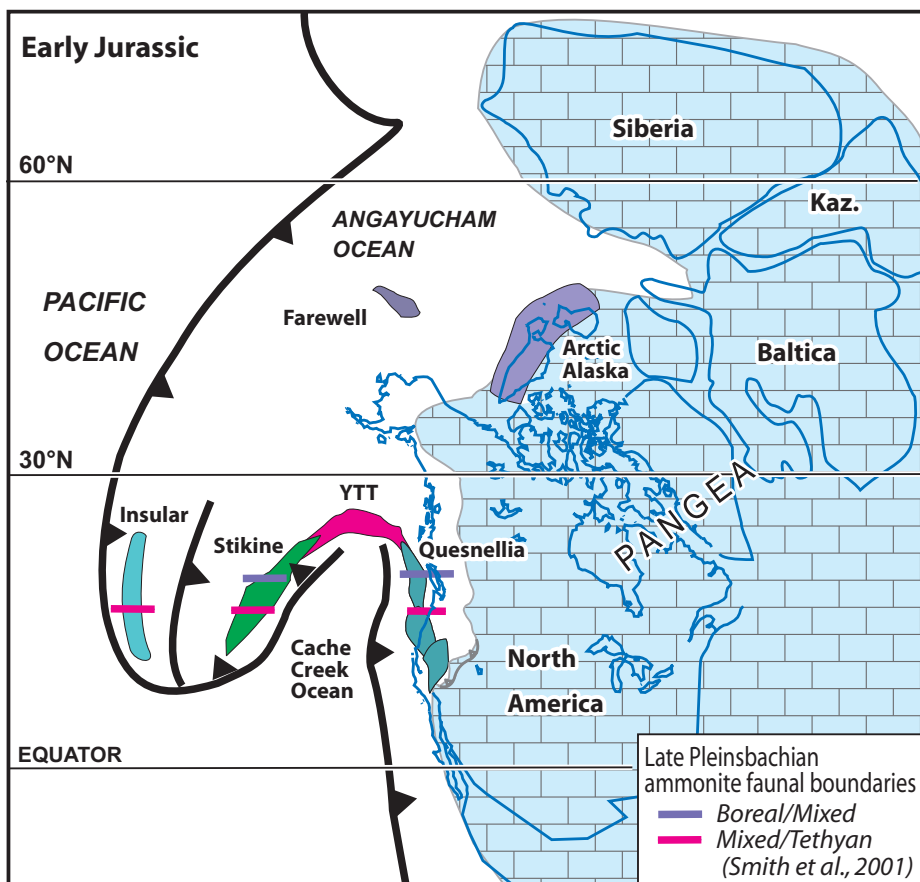 Early Jurassic
Siberia
60°N
Kaz.
ANGAYUCHAM
OCEAN
PACIFIC
OCEAN
Farewell
Arctic
Alaska
Baltica
30°N
PANGEA
YTT
Insular
Stikine
Quesnellia
Cache
Creek
Ocean
North
America
EQUATOR
Late Pleinsbachian
ammonite faunal boundaries
Boreal/Mixed
Mixed/Tethyan
(Smith et al., 2001)